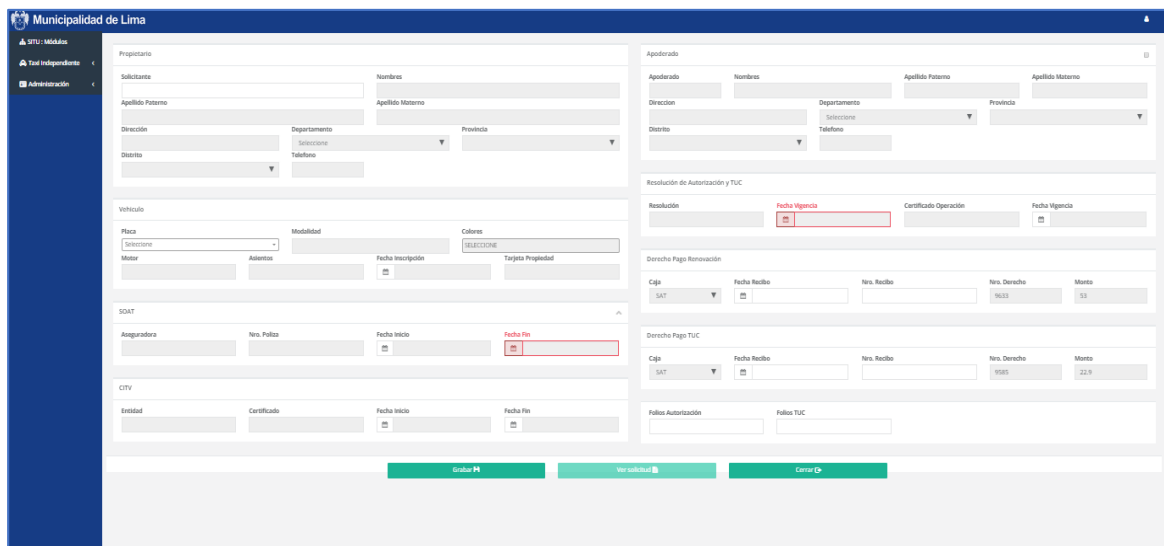 Municipalidad de Lima
SITU : Módulos
Taxi Independiente
Administración
Propietario
Solicitante Nombres
Apellido Paterno Apellido Materno
Dirección Departamento Provincia
Seleccione
Distrito Telefono
Vehiculo
Placa Modalidad Colores
Seleccione SELECCIONE
Motor Asientos Fecha Inscripción Tarjeta Propiedad
SOAT
Aseguradora Nro. Poliza Fecha Inicio Fecha Fin
CITV
Entidad Certificado Fecha Inicio Fecha Fin
Apoderado
Apoderado Nombres Apellido Paterno Apellido Materno
Direccion Departamento Provincia
Seleccione
Distrito Telefono
Resolución de Autorización y TUC
Resolución Fecha Vigencia Certificado Operación Fecha Vigencia
Derecho Pago Renovación
Caja Fecha Recibo Nro. Recibo Nro. Derecho Monto
SAT 9633 53
Derecho Pago TUC
Caja Fecha Recibo Nro. Recibo Nro. Derecho Monto
SAT 9585 22.9
Folios Autorización Folios TUC
Grabar Ver solicitud Cerrar